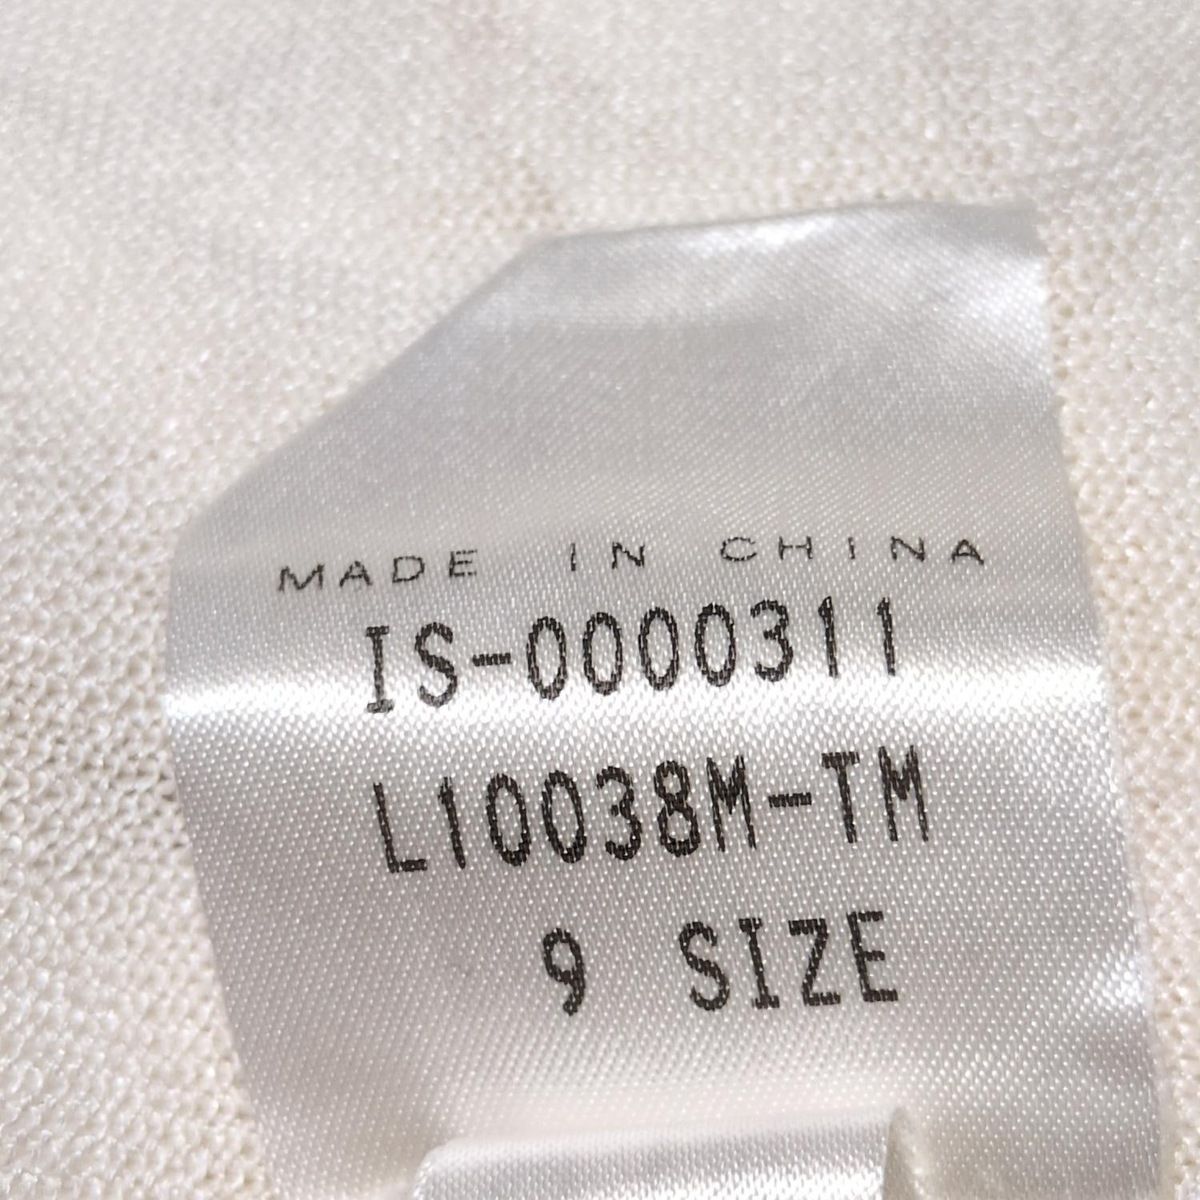 MADE IN CHINA
IS-0000311
L10038M-TM
9 SIZE